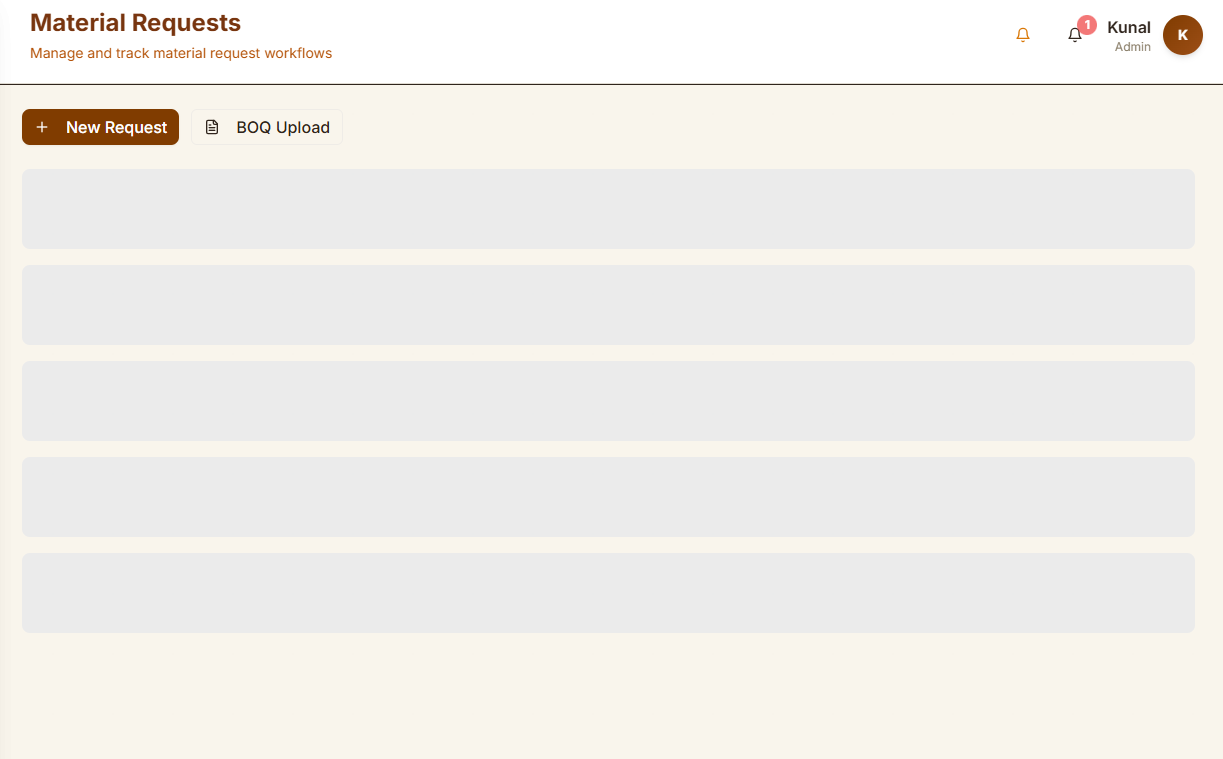 Material Requests
Manage and track material request workflows
1
Kunal
Admin
K
New Request
BOQ Upload